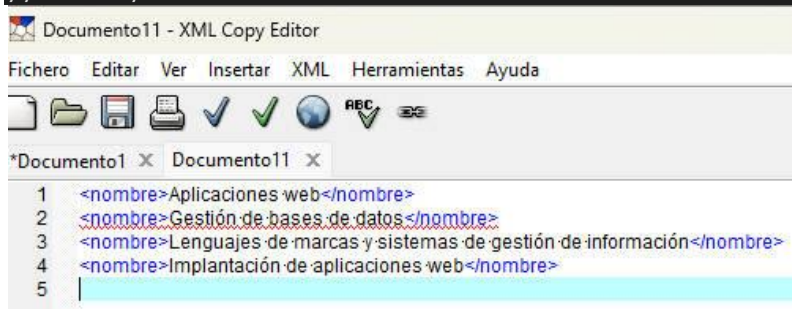 Documento11 - XML Copy Editor
Fichero Editar Ver Insertar XML Herramientas Ayuda
ABC
*Documento1 Documento11
1 <nombre>Aplicaciones web</nombre>
2 <nombre>Gestión de bases de datos</nombre>
3 <nombre>Lenguajes de marcas y sistemas de gestión de información</nombre>
4 <nombre>Implantación de aplicaciones web</nombre>
5